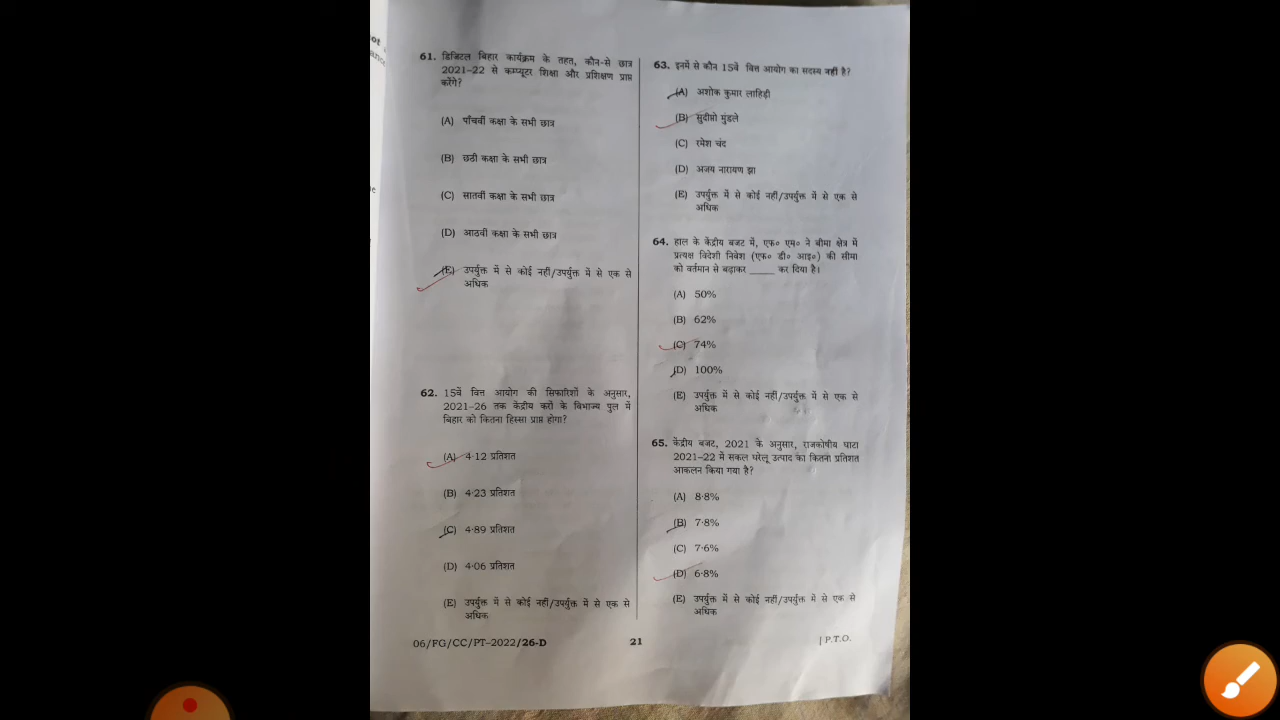 ot
ance
61. डिजिटल बिहार कार्यक्रम के तहत, कौन-से छात्र
2021–22 से कम्प्यूटर शिक्षा और प्रशिक्षण प्राप्त
करेंगे?
(A) पाँचवीं कक्षा के सभी छात्र
(B) छठी कक्षा के सभी छात्र
(C) सातवीं कक्षा के सभी छात्र
(D) आठवीं कक्षा के सभी छात्र
(E) उपर्युक्त में से कोई नहीं/उपर्युक्त में से एक से
अधिक
62. 15वें वित्त आयोग की सिफारिशों के अनुसार,
2021–26 तक केंद्रीय करों के विभाज्य पुल में
बिहार को कितना हिस्सा प्राप्त होगा?
(A) 4·12 प्रतिशत
(B) 4·23 प्रतिशत
(C) 4·89 प्रतिशत
(D) 4·06 प्रतिशत
(E) उपर्युक्त में से कोई नहीं/उपर्युक्त में से एक से
अधिक
63. इनमें से कौन 15वें वित्त आयोग का सदस्य नहीं है?
(A) अशोक कुमार लाहिड़ी
(B) सुदीप्तो मुंडले
(C) रमेश चंद
(D) अजय नारायण झा
(E) उपर्युक्त में से कोई नहीं/उपर्युक्त में से एक से
अधिक
64. हाल के केंद्रीय बजट में, एफ० एम० ने बीमा क्षेत्र में
प्रत्यक्ष विदेशी निवेश (एफ० डी० आइ०) की सीमा
को वर्तमान से बढ़ाकर _____ कर दिया है।
(A) 50%
(B) 62%
(C) 74%
(D) 100%
(E) उपर्युक्त में से कोई नहीं/उपर्युक्त में से एक से
अधिक
65. केंद्रीय बजट, 2021 के अनुसार, राजकोषीय घाटा
2021–22 में सकल घरेलू उत्पाद का कितना प्रतिशत
आकलन किया गया है?
(A) 8·8%
(B) 7·8%
(C) 7·6%
(D) 6·8%
(E) उपर्युक्त में से कोई नहीं/उपर्युक्त में से एक से
अधिक
06/FG/CC/PT–2022/26-D
21
[ P.T.O.